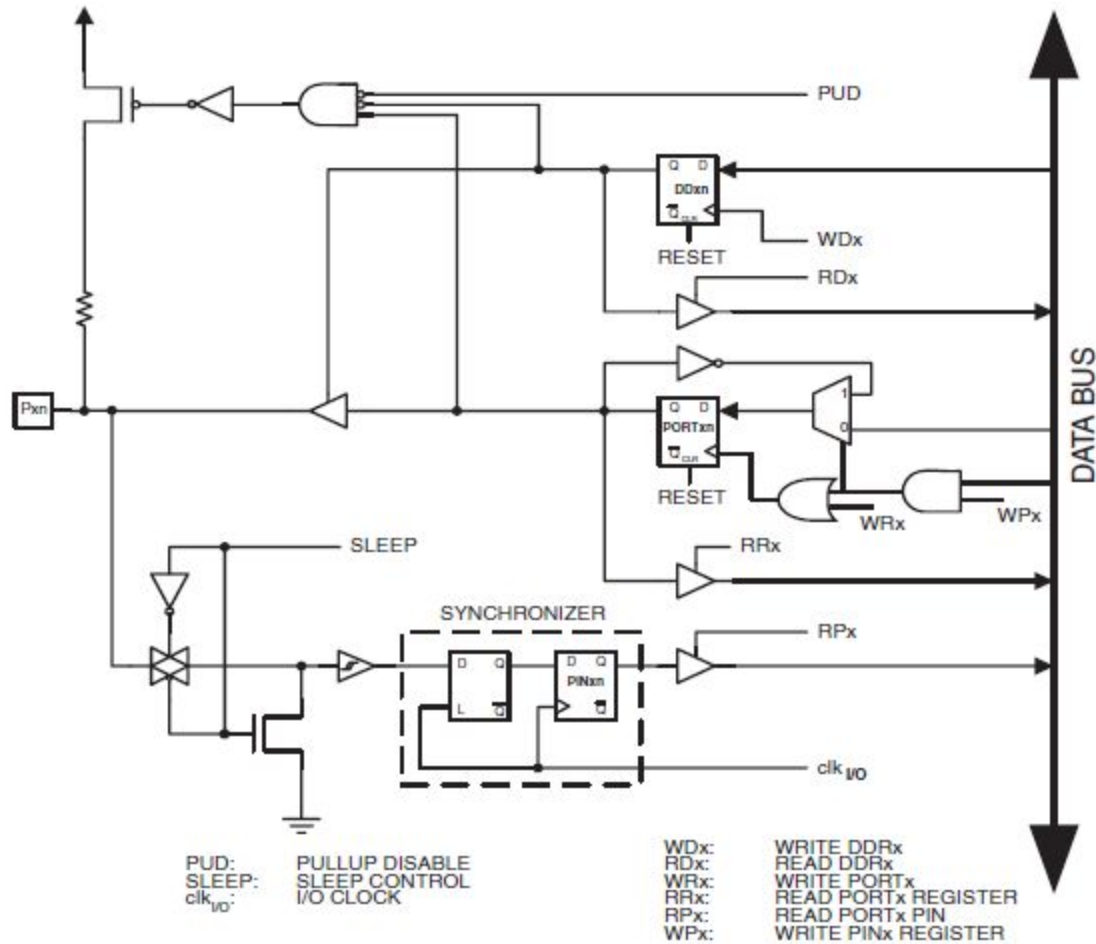 PUD
Q D
DDxn
Q CLR
WDx
RESET
RDx
DATA BUS
Pxn
1
Q D
PORTxn
0
Q CLR
RESET
WRx
WPx
SLEEP
RRx
SYNCHRONIZER
RPx
D Q
D Q
PINxn
L Q
Q
clk I/O
PUD: PULLUP DISABLE
SLEEP: SLEEP CONTROL
clk I/O: I/O CLOCK
WDx: WRITE DDRx
RDx: READ DDRx
WRx: WRITE PORTx
RRx: READ PORTx REGISTER
RPx: READ PORTx PIN
WPx: WRITE PINx REGISTER